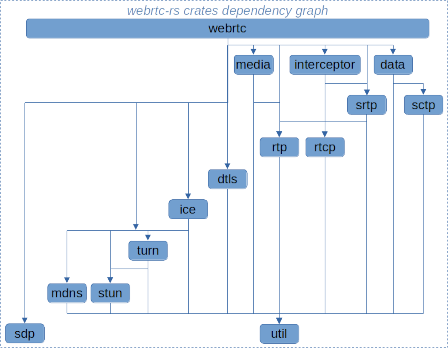 webrtc-rs crates dependency graph
webrtc
media
interceptor
data
srtp
sctp
rtp
rtcp
dtls
ice
turn
mdns
stun
sdp
util